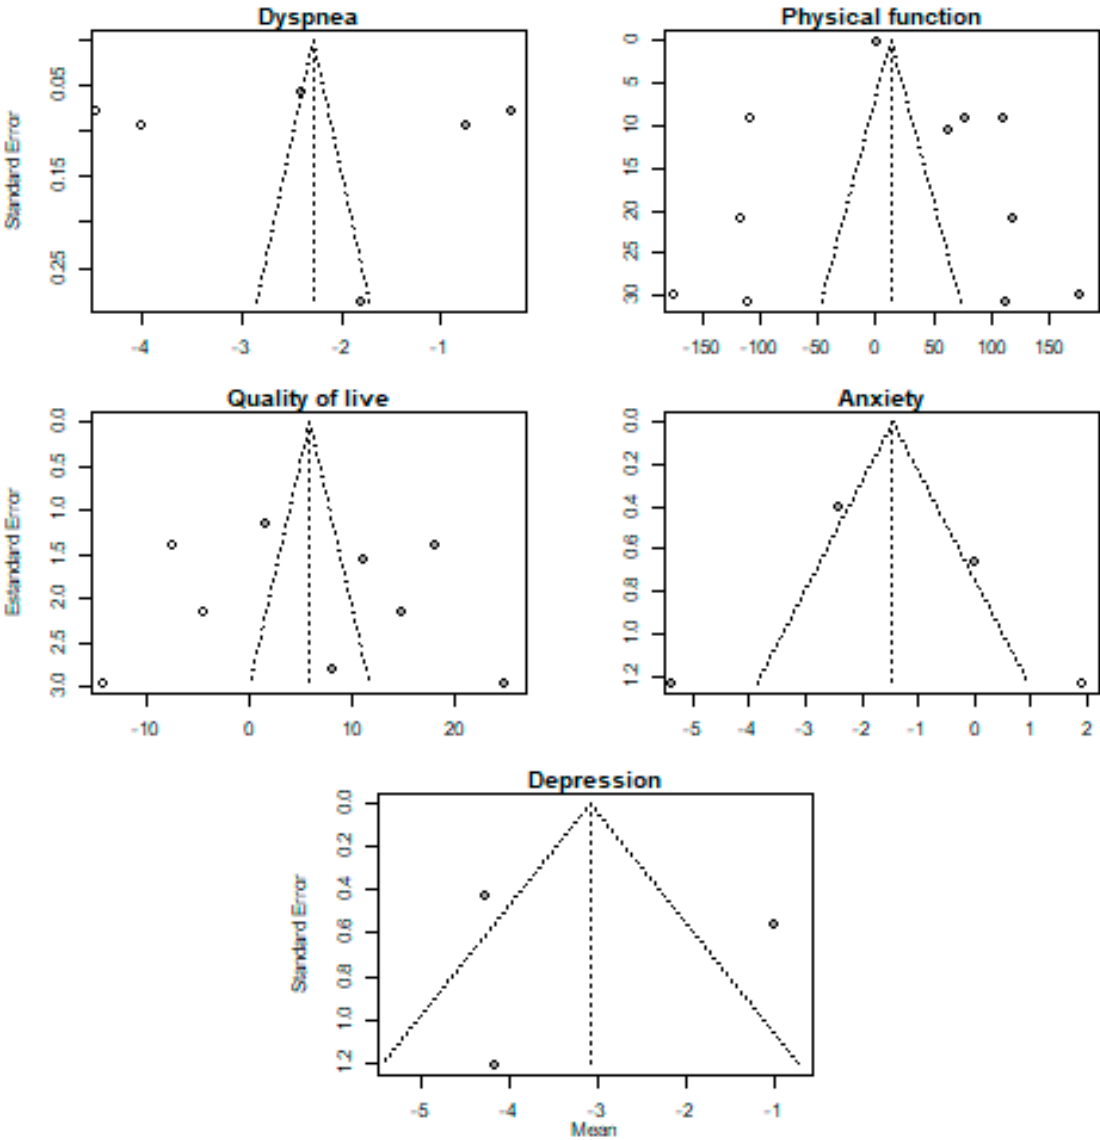 Dyspnea
Standard Error
0.05
0.15
0.25
-4 -3 -2 -1
Physical function
0
5
10
15
20
25
30
-150 -100 -50 0 50 100 150
Quality of live
Estandard Error
0.0
0.5
1.0
1.5
2.0
2.5
3.0
-10 0 10 20
Anxiety
0.0
0.2
0.4
0.6
0.8
1.0
1.2
-5 -4 -3 -2 -1 0 1 2
Depression
Standard Error
0.0
0.2
0.4
0.6
0.8
1.0
1.2
-5 -4 -3 -2 -1
Mean